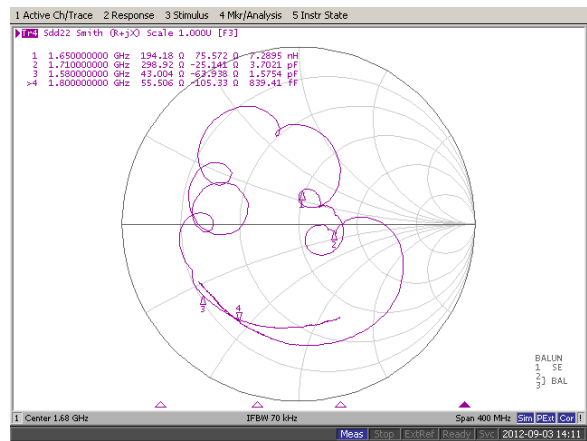 1 Active Ch/Trace 2 Response 3 Stimulus 4 Mkr/Analysis 5 Instr State
Tr4 Sdd22 Smith (R+jX) Scale 1.000U [F3]
1 1.650000000 GHz 194.18 Ω 75.572 Ω 7.2895 nH
2 1.710000000 GHz 298.92 Ω -25.141 Ω 3.7021 pF
3 1.580000000 GHz 43.004 Ω -63.938 Ω 1.5754 pF
>4 1.800000000 GHz 55.506 Ω -105.33 Ω 839.41 fF
1
2
3
4
BALUN
1 SE
2
3 ] BAL
1 Center 1.68 GHz IFBW 70 kHz Span 400 MHz Sim PExt Cor !
Meas Stop ExtRef Ready Svc 2012-09-03 14:11